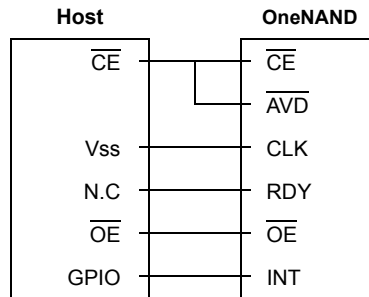 Host OneNAND
CE CE
AVD
Vss CLK
N.C RDY
OE OE
GPIO INT